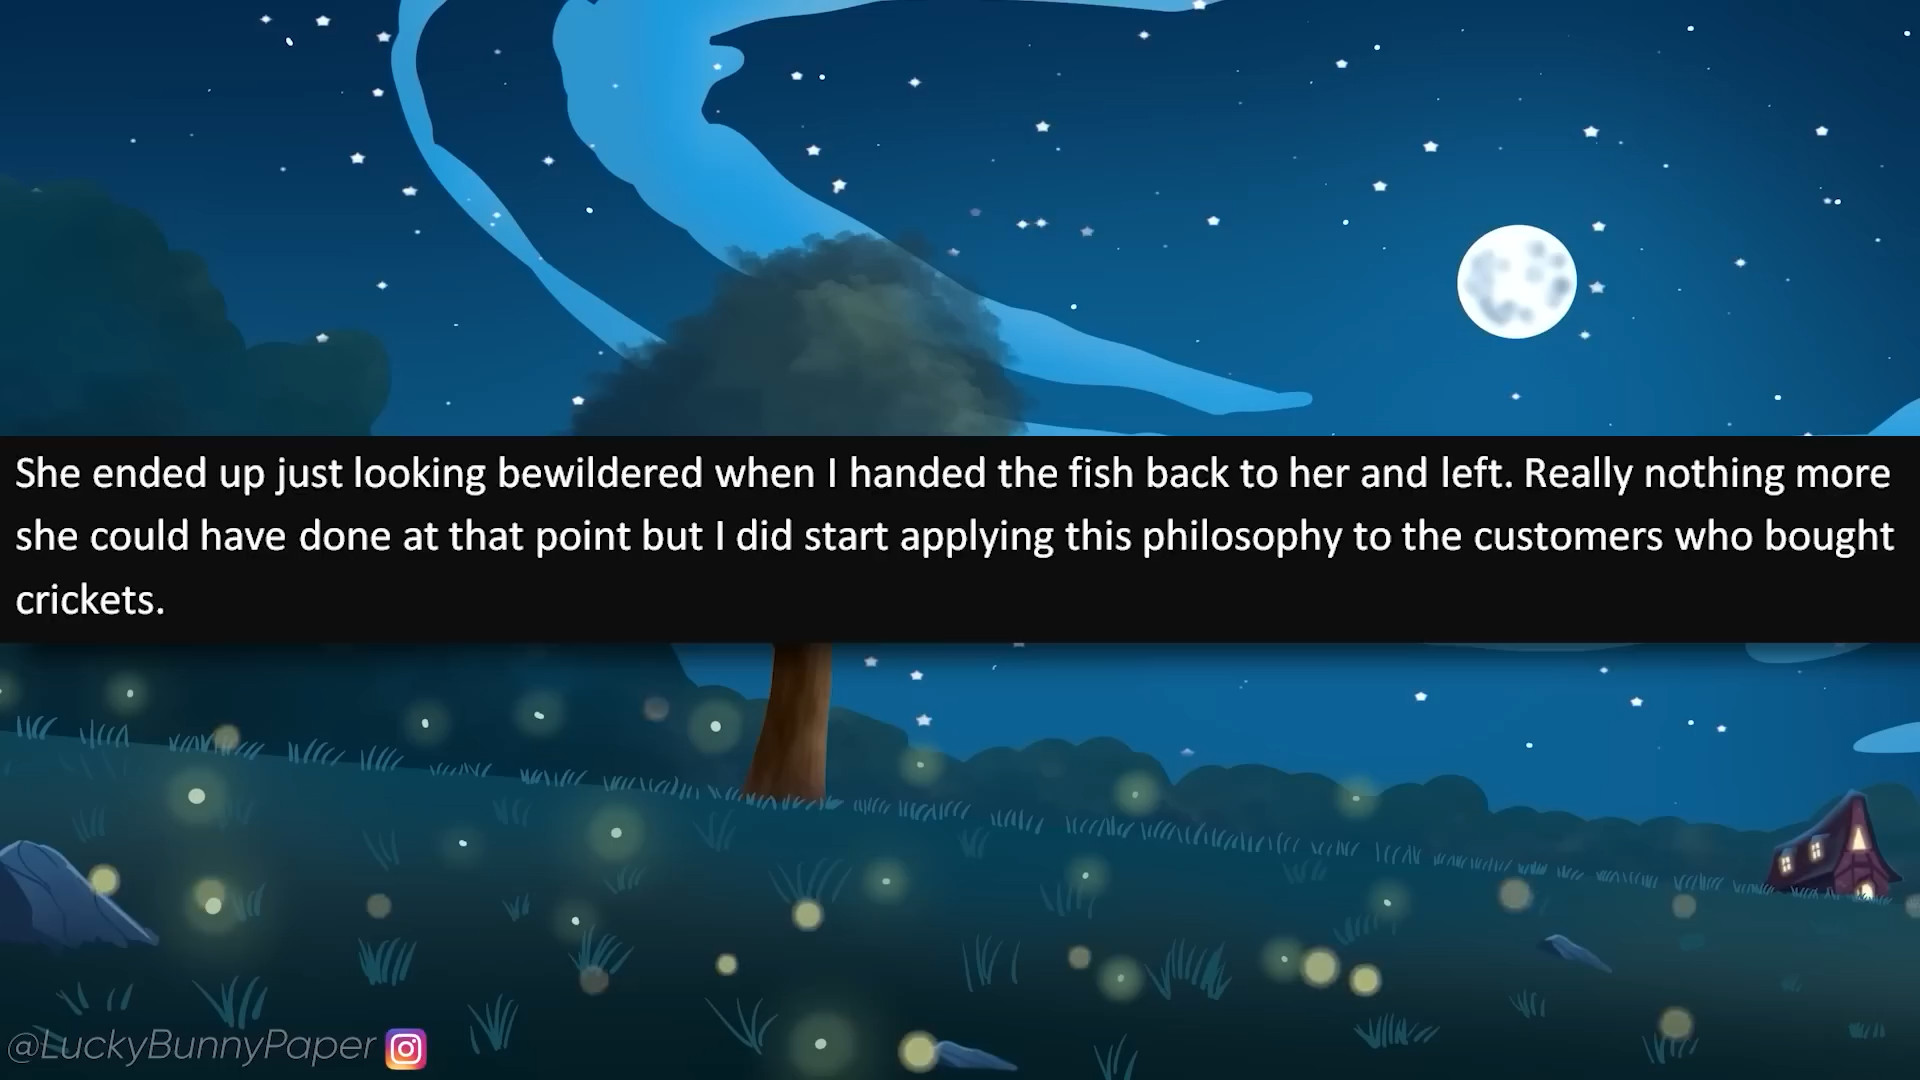 She ended up just looking bewildered when I handed the fish back to her and left. Really nothing more
she could have done at that point but I did start applying this philosophy to the customers who bought
crickets.
@LuckyBunnyPaper